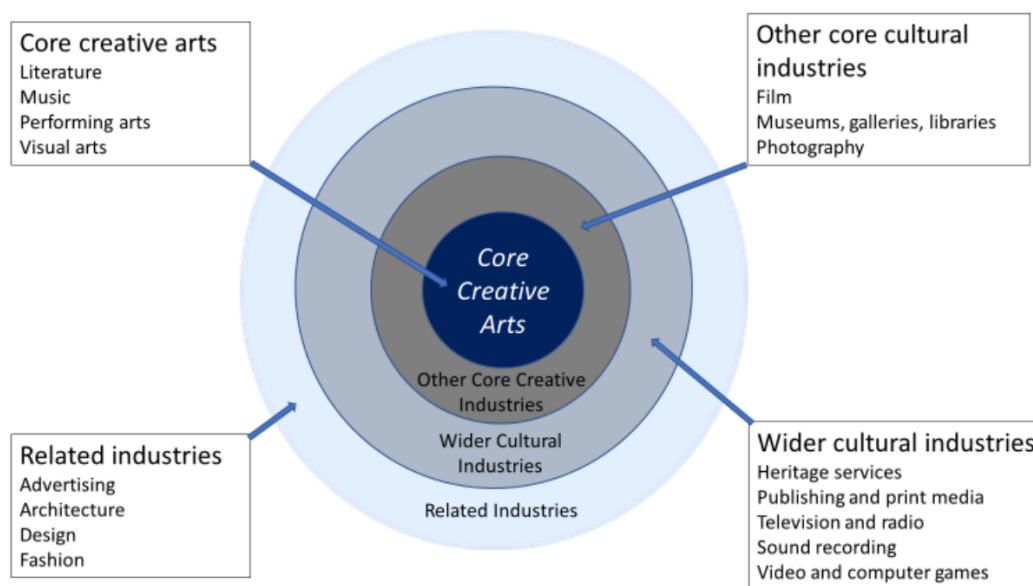 Core creative arts
Literature
Music
Performing arts
Visual arts
Other core cultural
industries
Film
Museums, galleries, libraries
Photography
Core
Creative
Arts
Other Core Creative
Industries
Wider Cultural
Industries
Related Industries
Related industries
Advertising
Architecture
Design
Fashion
Wider cultural industries
Heritage services
Publishing and print media
Television and radio
Sound recording
Video and computer games